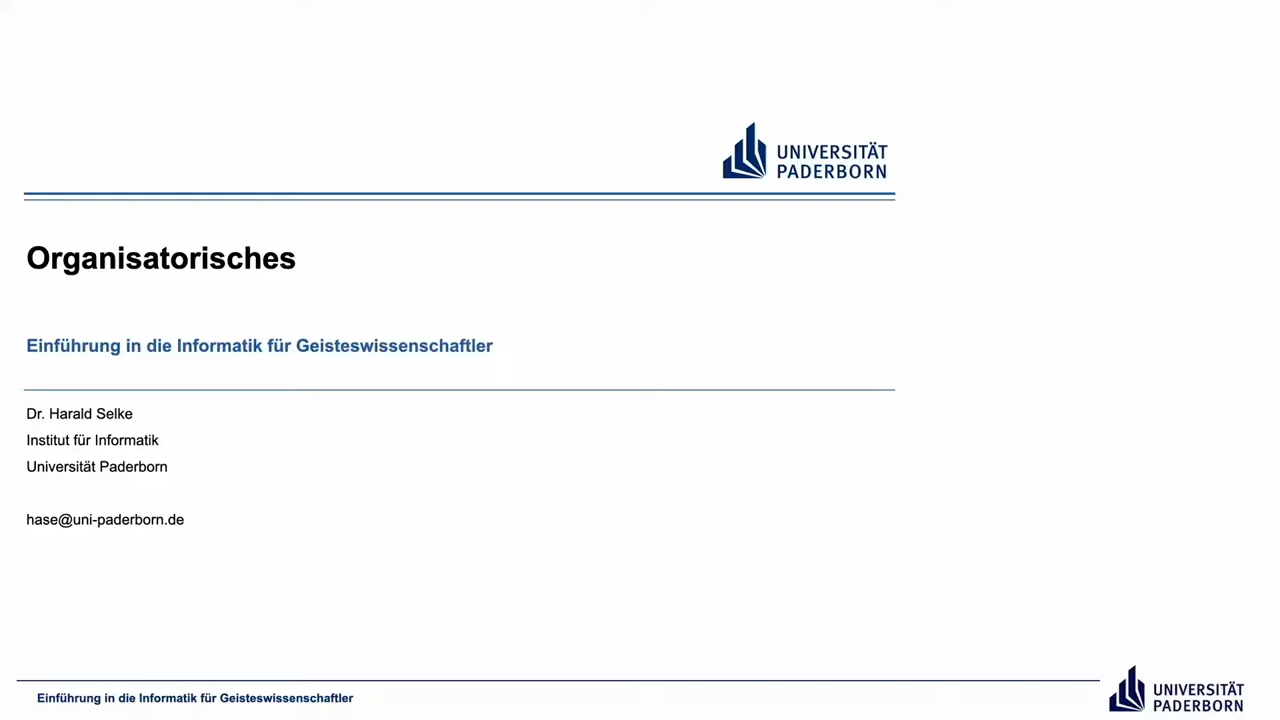 UNIVERSITÄT
PADERBORN
Organisatorisches
Einführung in die Informatik für Geisteswissenschaftler
Dr. Harald Selke
Institut für Informatik
Universität Paderborn
hase@uni-paderborn.de
Einführung in die Informatik für Geisteswissenschaftler
UNIVERSITÄT
PADERBORN